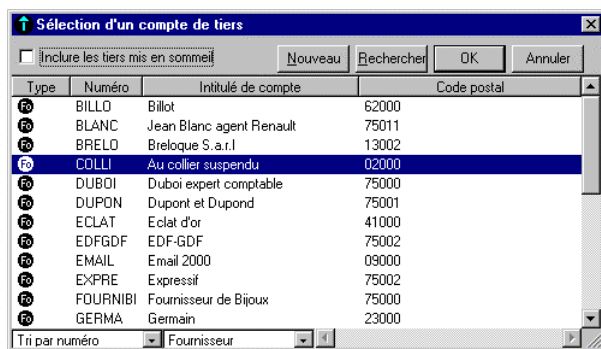 Sélection d'un compte de tiers
Inclure les tiers mis en sommeil Nouveau Rechercher OK Annuler
Type Numéro Intitulé de compte Code postal
Fo BILLO Billot 62000
Fo BLANC Jean Blanc agent Renault 75011
Fo BRELO Breloque S.a.r.l 13002
Fo COLLI Au collier suspendu 02000
Fo DUBOI Duboi expert comptable 75000
Fo DUPON Dupont et Dupond 75001
Fo ECLAT Eclat d'or 41000
Fo EDFGDF EDF-GDF 75002
Fo EMAIL Email 2000 09000
Fo EXPRE Expressif 75002
Fo FOURNIBI Fournisseur de Bijoux 75000
Fo GERMA Germain 23000
Tri par numéro Fournisseur